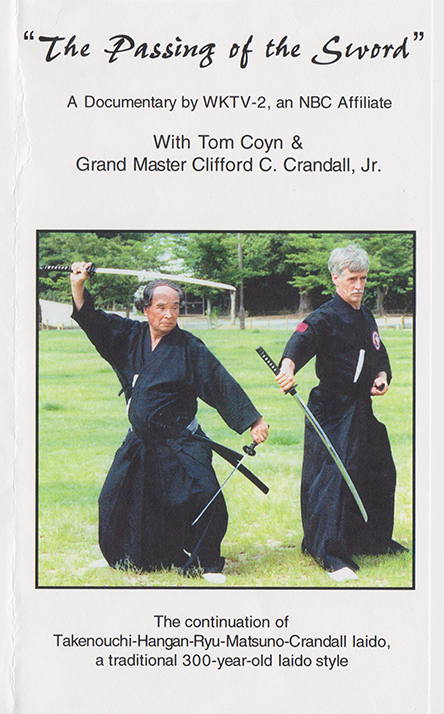 "The Passing of the Sword"
A Documentary by WKTV-2, an NBC Affiliate
With Tom Coyn &
Grand Master Clifford C. Crandall, Jr.
The continuation of
Takenouchi-Hangan-Ryu-Matsuno-Crandall Iaido,
a traditional 300-year-old Iaido style